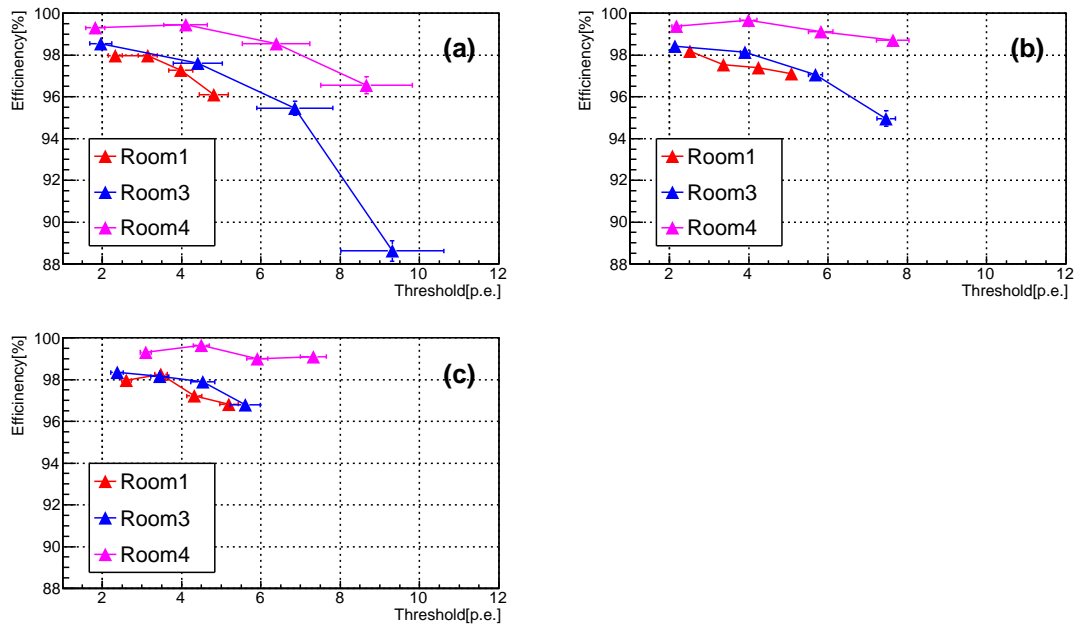 Efficinency[%]
100
98
96
94
92
90
88
(a)
Room1
Room3
Room4
2 4 6 8 10 12
Threshold[p.e.]
Efficinency[%]
100
98
96
94
92
90
88
(b)
Room1
Room3
Room4
2 4 6 8 10 12
Threshold[p.e.]
Efficinency[%]
100
98
96
94
92
90
88
(c)
Room1
Room3
Room4
2 4 6 8 10 12
Threshold[p.e.]